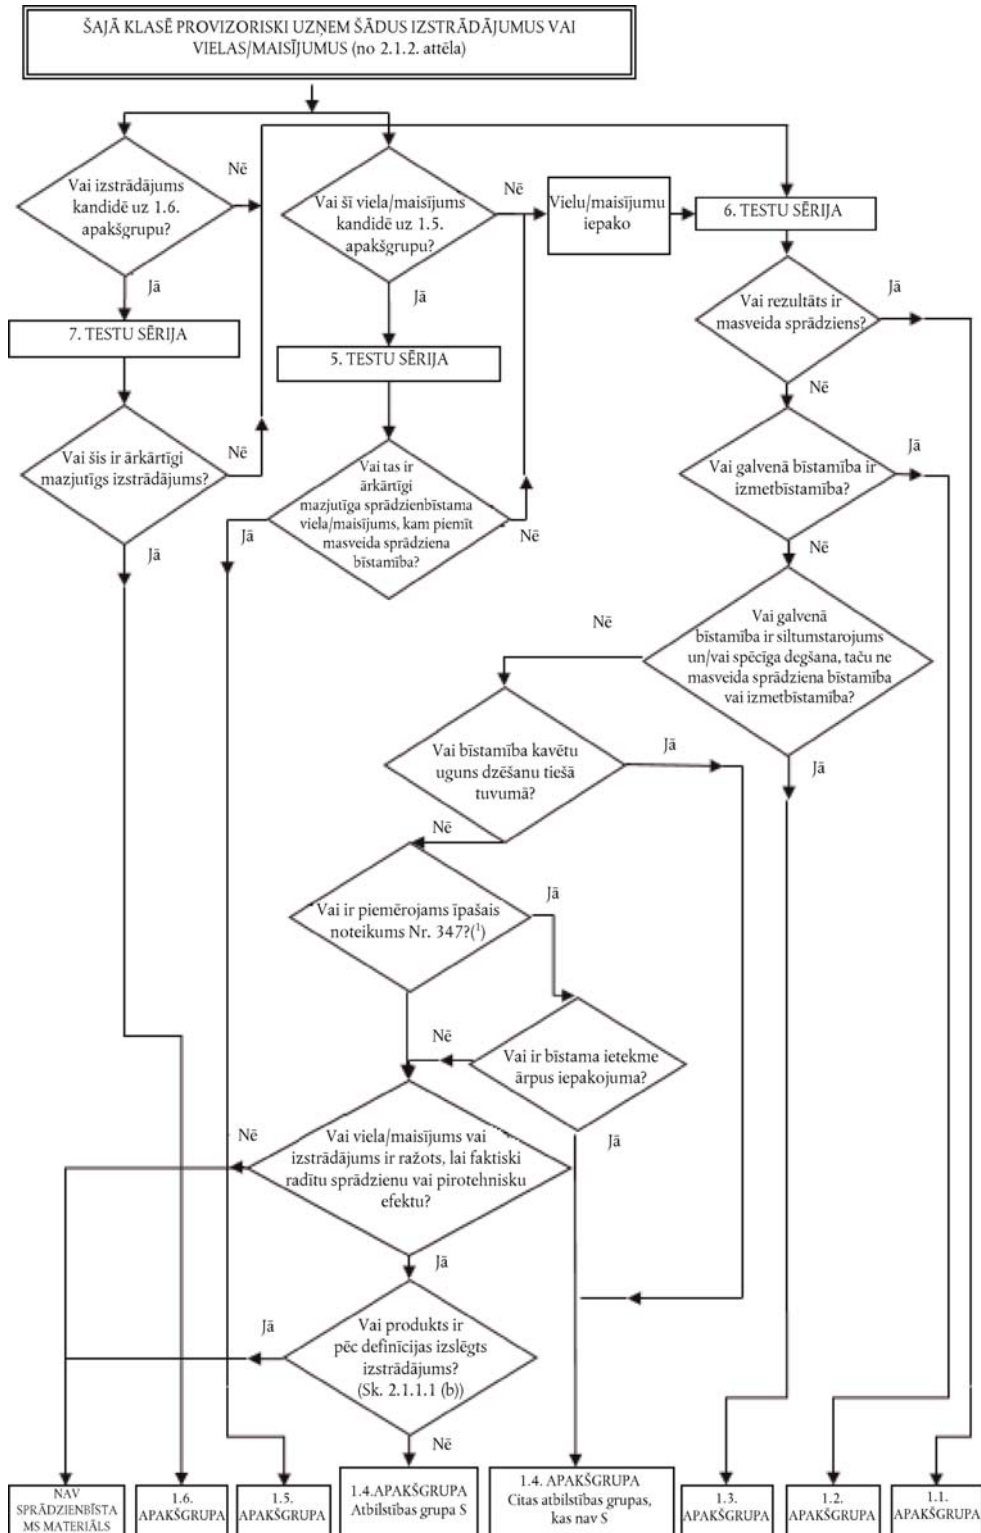 ŠAJĀ KLASĒ PROVIZORISKI UZŅEM ŠĀDUS IZSTRĀDĀJUMUS VAI
VIELAS/MAISĪJUMUS (no 2.1.2. attēla)
Vai izstrādājums
kandidē uz 1.6.
apakšgrupu?
Nē
Jā
Vai šī viela/maisījums
kandidē uz 1.5.
apakšgrupu?
Nē
Jā
Vielu/maisījumu
iepako
6. TESTU SĒRIJA
7. TESTU SĒRIJA
5. TESTU SĒRIJA
Vai rezultāts ir
masveida sprādziens?
Jā
Nē
Vai šis ir ārkārtīgi
mazjutīgs izstrādājums?
Nē
Jā
Vai tas ir
ārkārtīgi
mazjutīga sprādzienbīstama
viela/maisījums, kam piemīt
masveida sprādziena
bīstamība?
Jā
Nē
Vai galvenā bīstamība ir
izmetbīstamība?
Jā
Nē
Vai galvenā
bīstamība ir siltumstarojums
un/vai spēcīga degšana, taču ne
masveida sprādziena bīstamība
vai izmetbīstamība?
Nē
Jā
Vai bīstamība kavētu
uguns dzēšanu tiešā
tuvumā?
Jā
Nē
Vai ir piemērojams īpašais
noteikums Nr. 347?(¹)
Jā
Nē
Vai ir bīstama ietekme
ārpus iepakojuma?
Jā
Vai viela/maisījums vai
izstrādājums ir ražots, lai faktiski
radītu sprādzienu vai pirotehnisku
efektu?
Nē
Jā
Vai produkts ir
pēc definīcijas izslēgts
izstrādājums?
(Sk. 2.1.1.1 (b))
Jā
Nē
NAV
SPRĀDZIENBĪSTA
MS MATERIĀLS
1.6.
APAKŠGRUPA
1.5.
APAKŠGRUPA
1.4.APAKŠGRUPA
Atbilstības grupa S
1.4. APAKŠGRUPA
Citas atbilstības grupas,
kas nav S
1.3.
APAKŠGRUPA
1.2.
APAKŠGRUPA
1.1.
APAKŠGRUPA